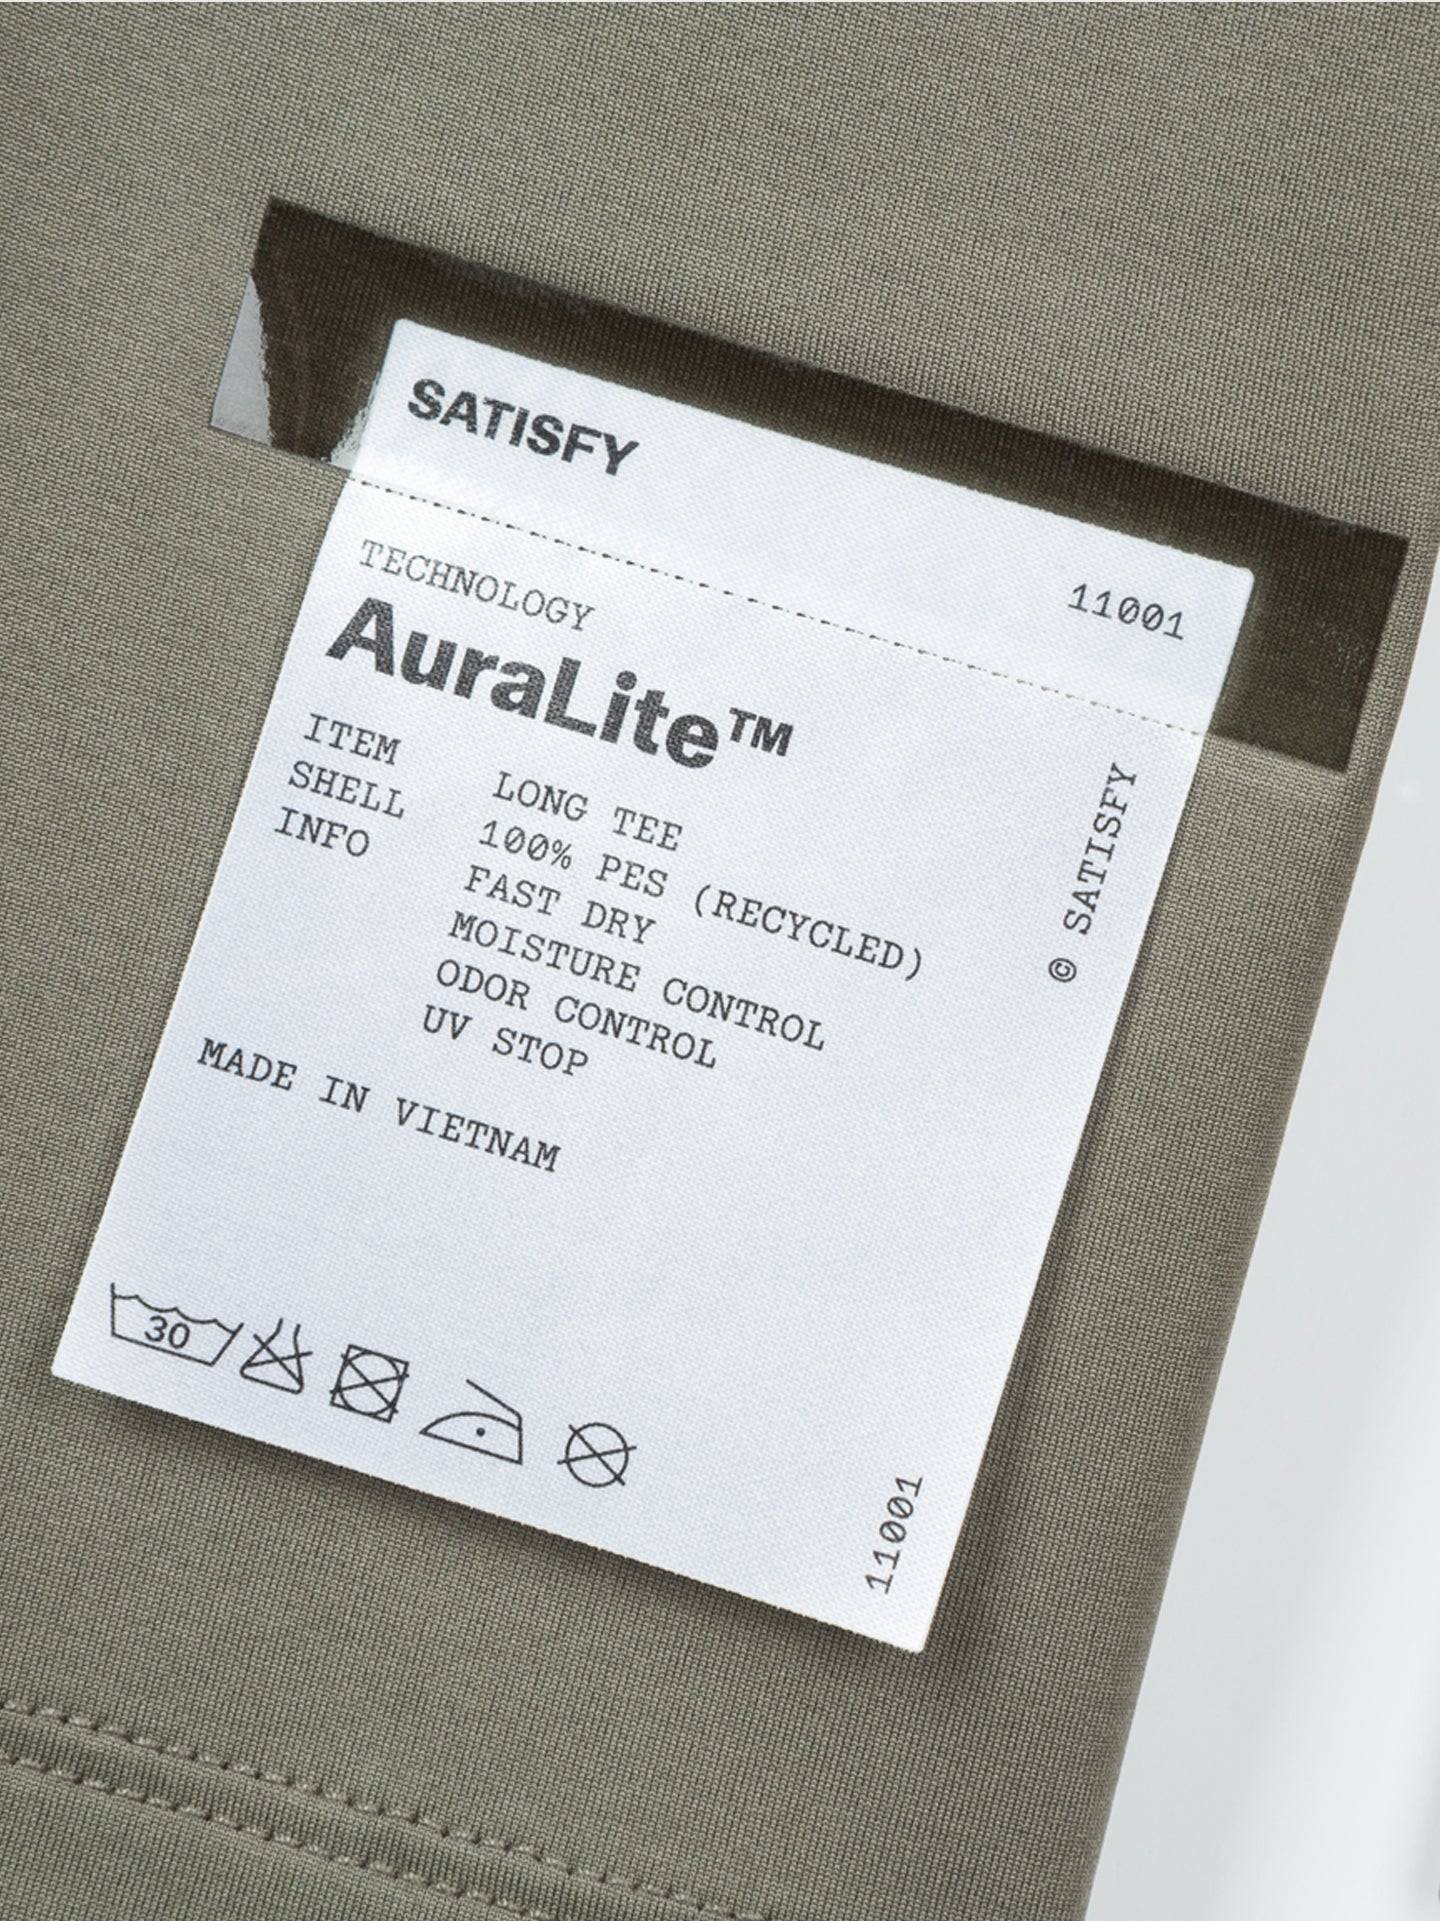 SATISFY
11001
TECHNOLOGY
AuraLite™
ITEM LONG TEE
SHELL 100% PES (RECYCLED)
INFO FAST DRY
MOISTURE CONTROL
ODOR CONTROL
UV STOP
MADE IN VIETNAM
© SATISFY
30
11001